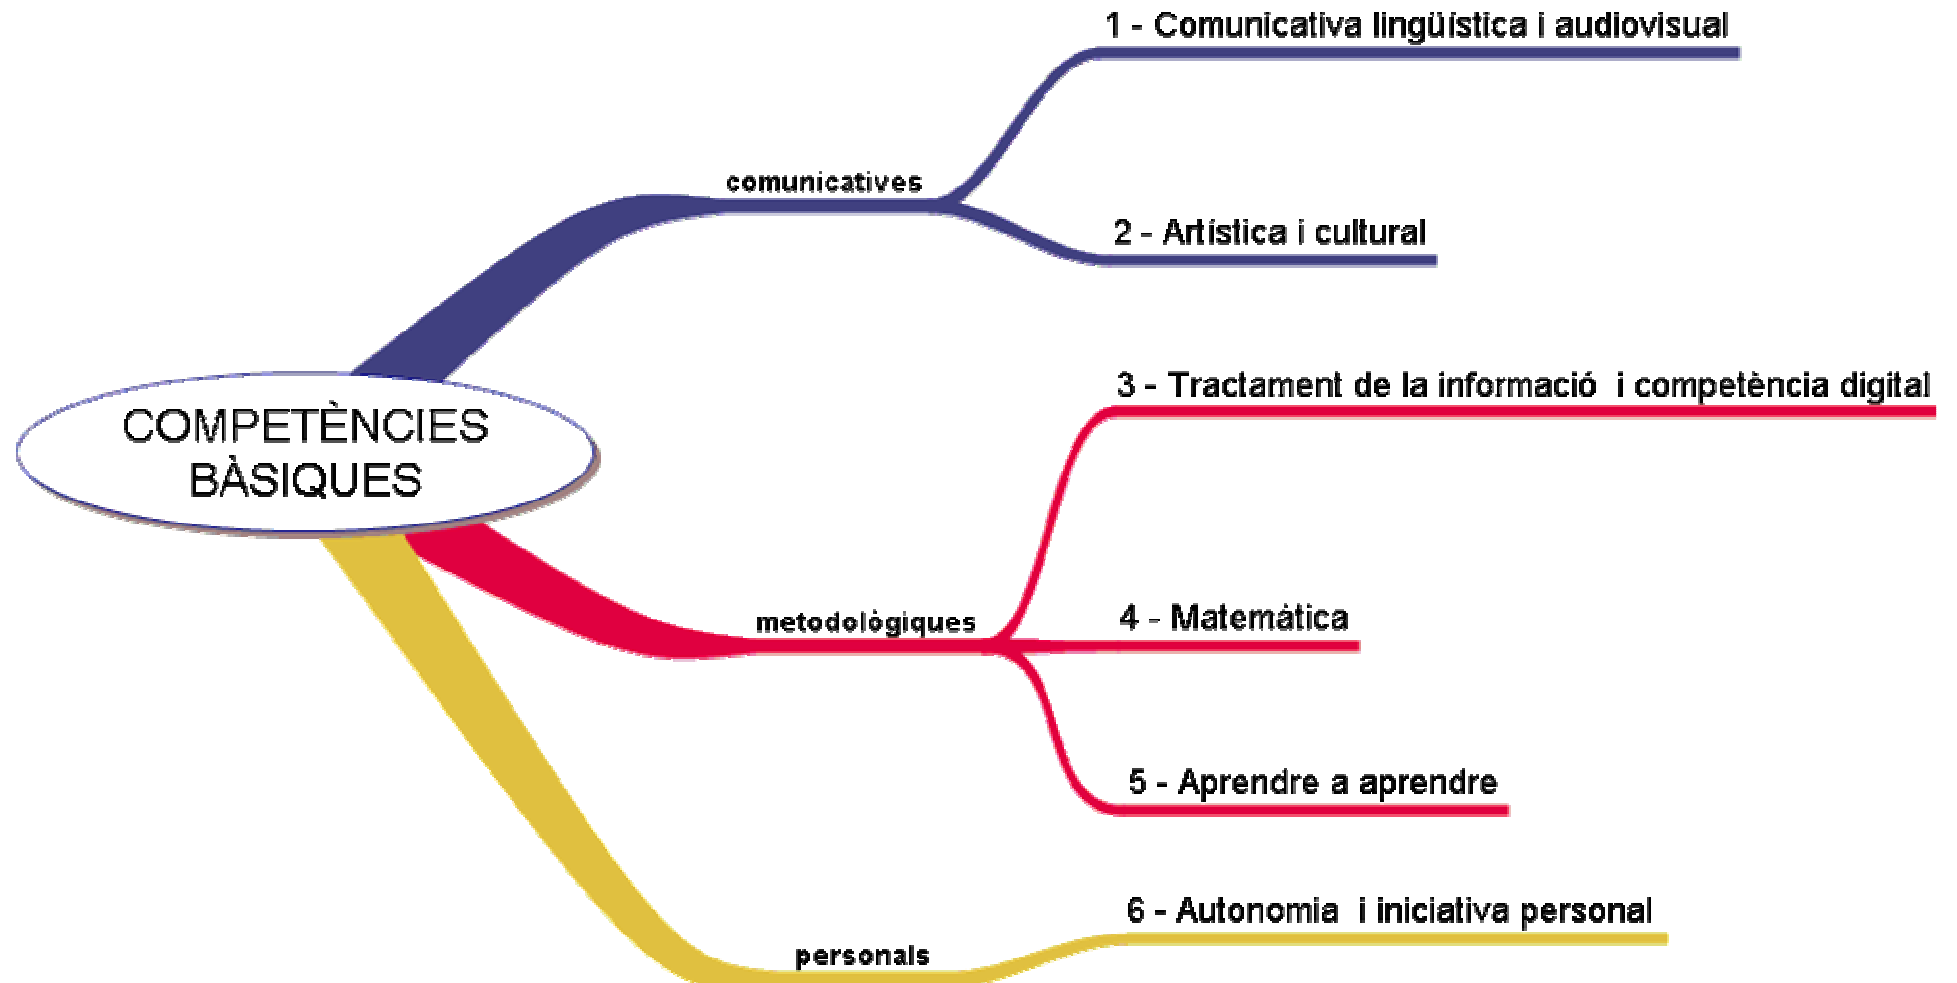 COMPETÈNCIES
BÀSIQUES
comunicatives
1 - Comunicativa lingüística i audiovisual
2 - Artística i cultural
metodològiques
3 - Tractament de la informació i competència digital
4 - Matemàtica
5 - Aprendre a aprendre
personals
6 - Autonomia i iniciativa personal